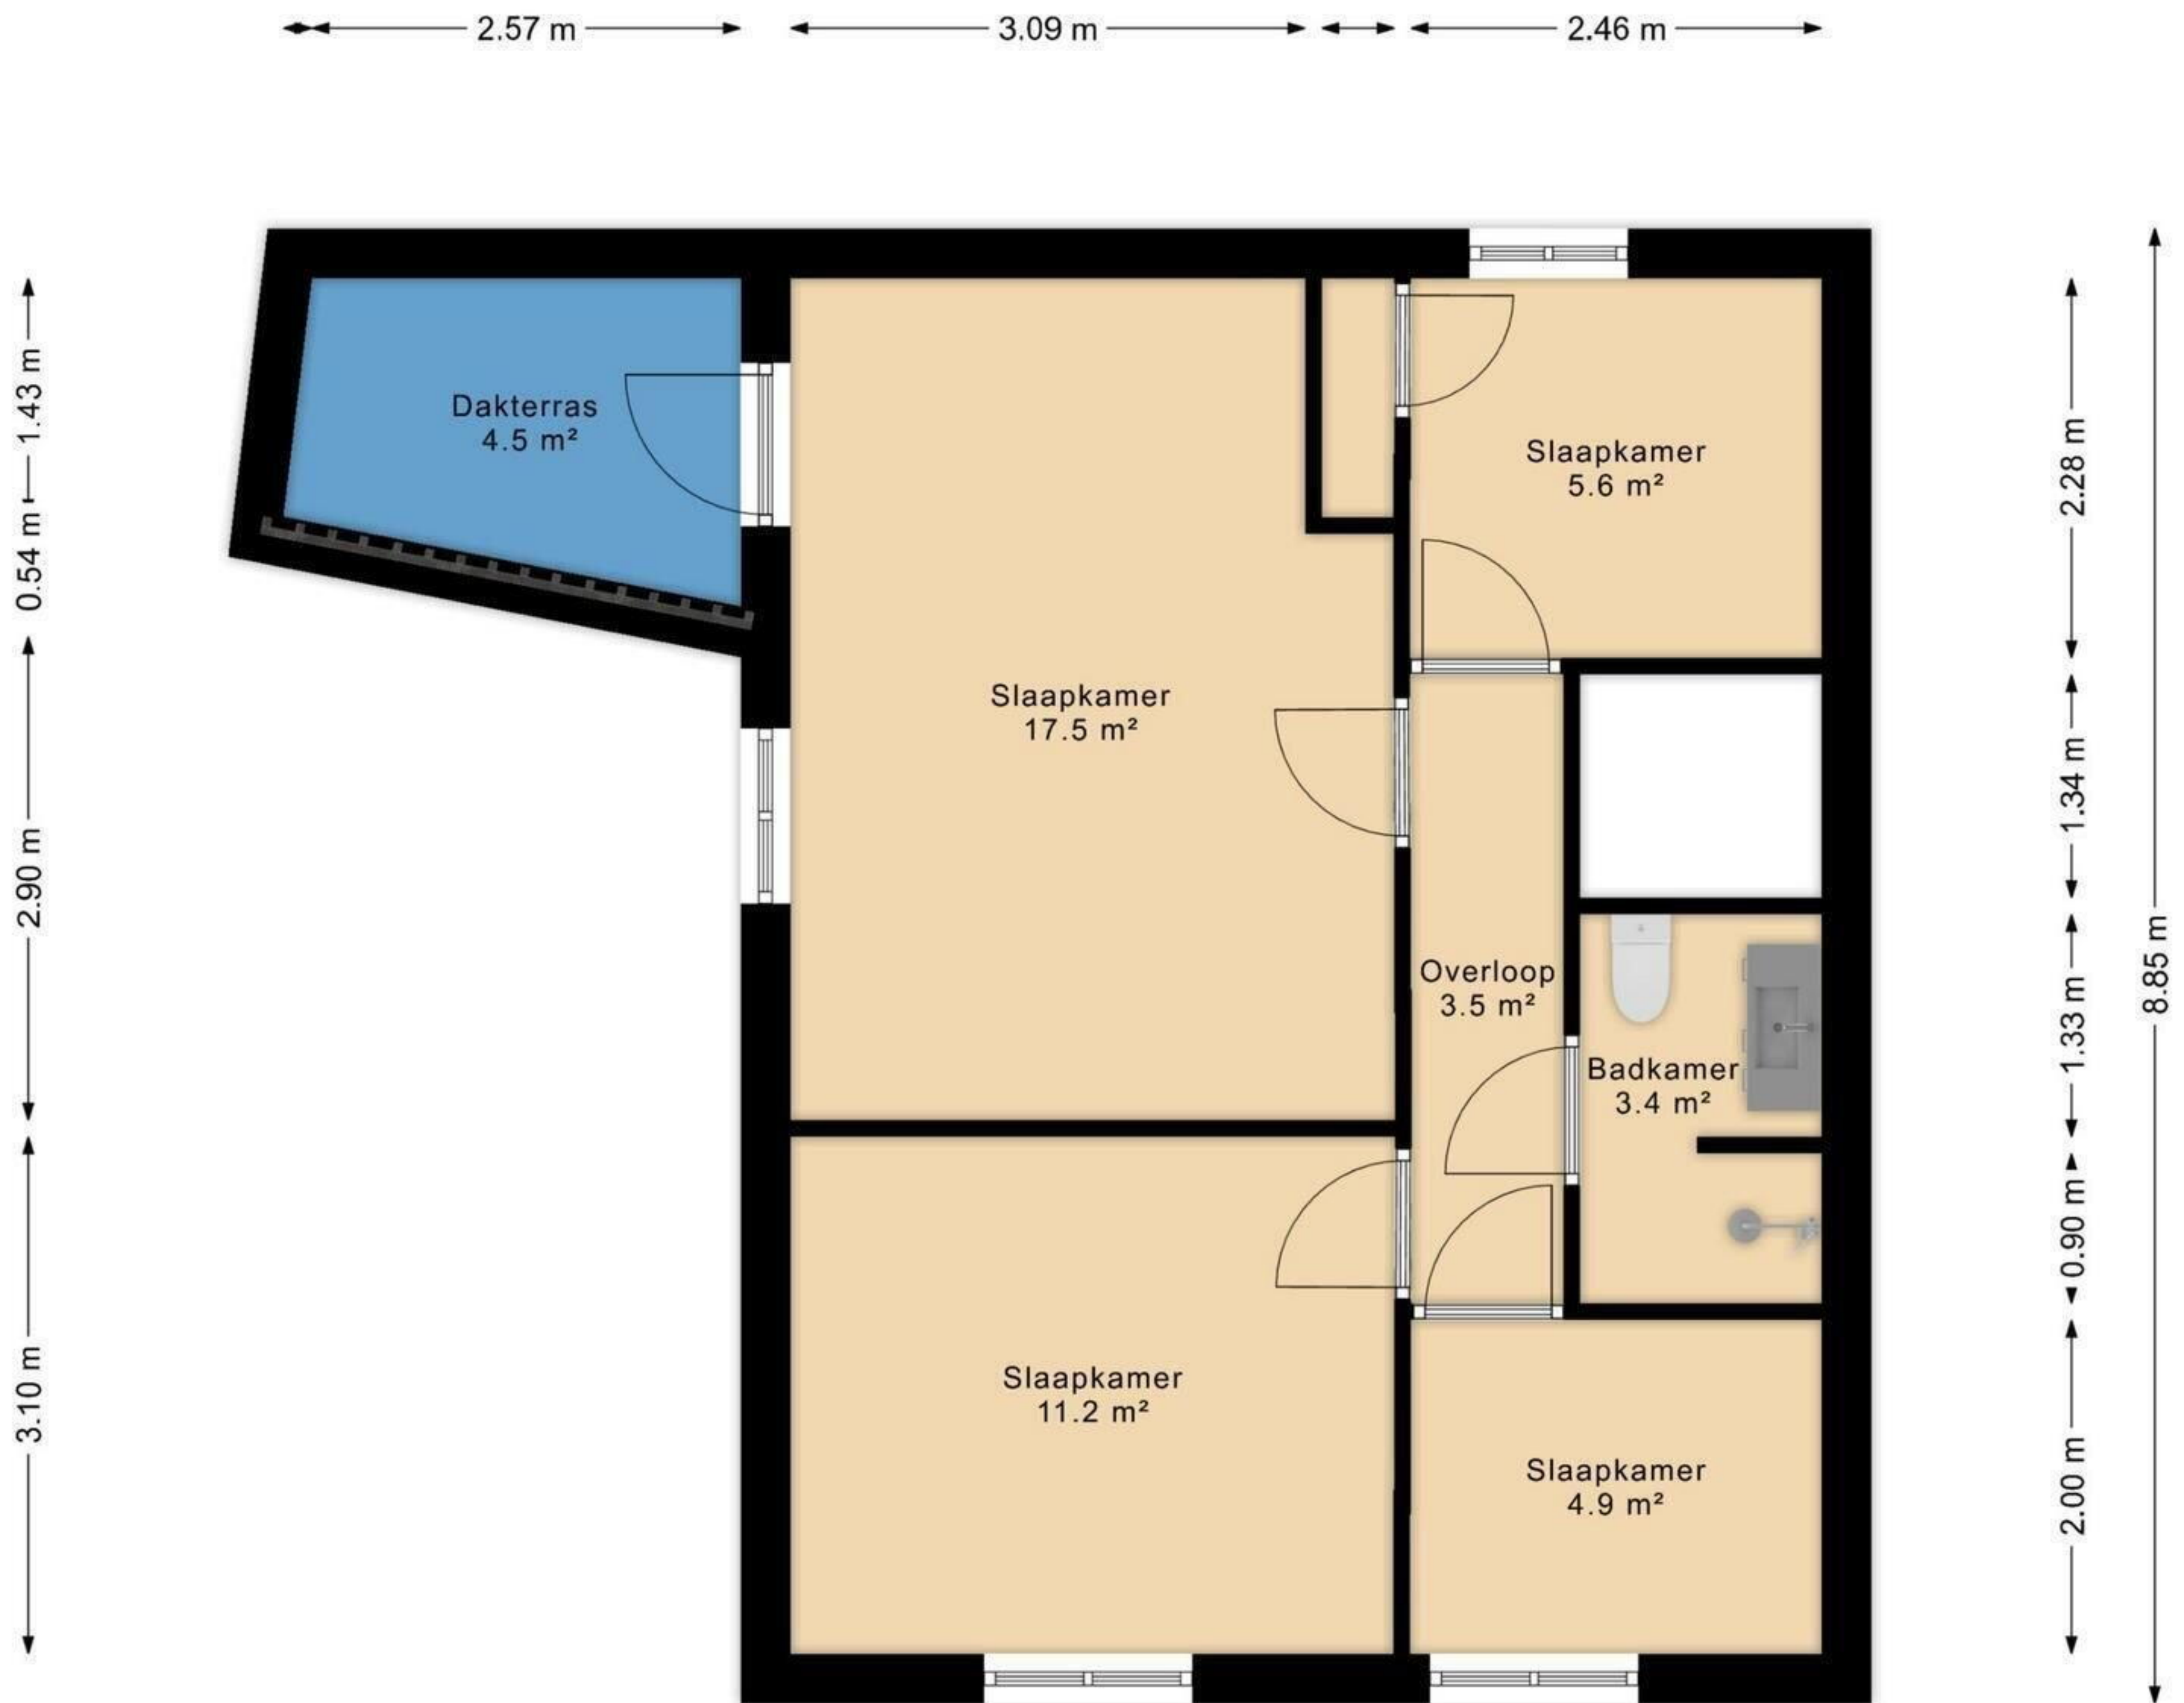 2.57 m
3.09 m
2.46 m
1.43 m
0.54 m
2.90 m
3.10 m
Dakterras
4.5 m²
Slaapkamer
17.5 m²
Slaapkamer
5.6 m²
Overloop
3.5 m²
Badkamer
3.4 m²
Slaapkamer
11.2 m²
Slaapkamer
4.9 m²
2.28 m
1.34 m
1.33 m
0.90 m
2.00 m
8.85 m